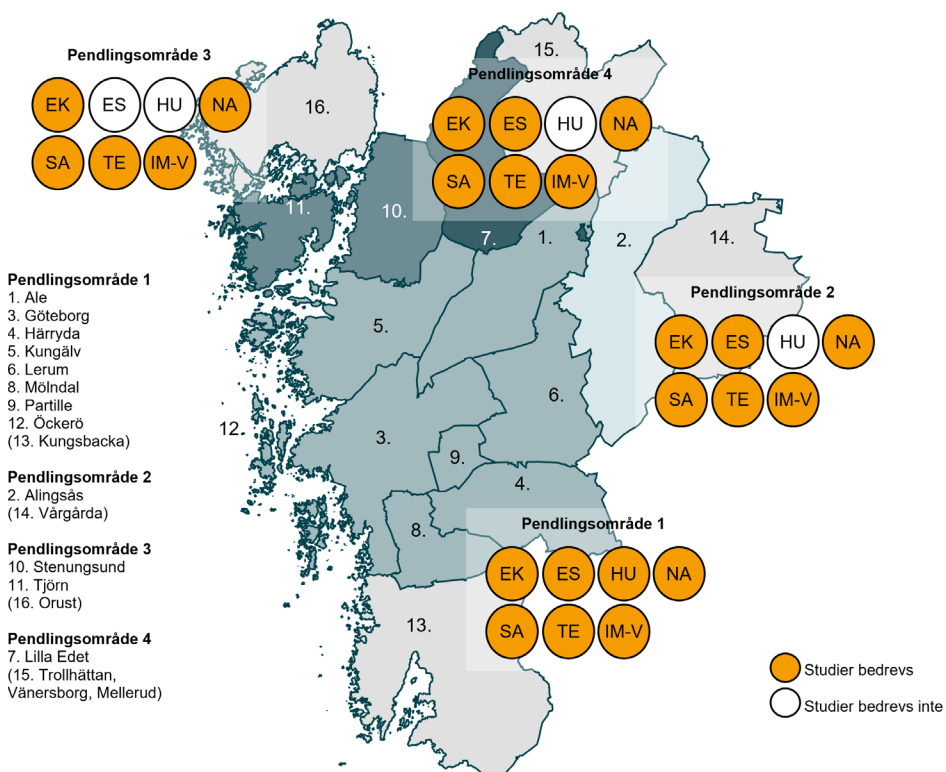 Pendlingsområde 3
EK ES HU NA
SA TE IM-V
15.
Pendlingsområde 4
EK ES HU NA
SA TE IM-V
16.
11.
10.
7.
1.
2.
14.
Pendlingsområde 2
EK ES HU NA
SA TE IM-V
Pendlingsområde 1
1. Ale
3. Göteborg
4. Härryda
5. Kungälv
6. Lerum
8. Mölndal
9. Partille
12. Öckerö
(13. Kungsbacka)
Pendlingsområde 2
2. Alingsås
(14. Vårgårda)
Pendlingsområde 3
10. Stenungsund
11. Tjörn
(16. Orust)
Pendlingsområde 4
7. Lilla Edet
(15. Trollhättan,
Vänersborg, Mellerud)
5.
6.
12.
3.
9.
4.
8.
13.
Pendlingsområde 1
EK ES HU NA
SA TE IM-V
Studier bedrevs
Studier bedrevs inte